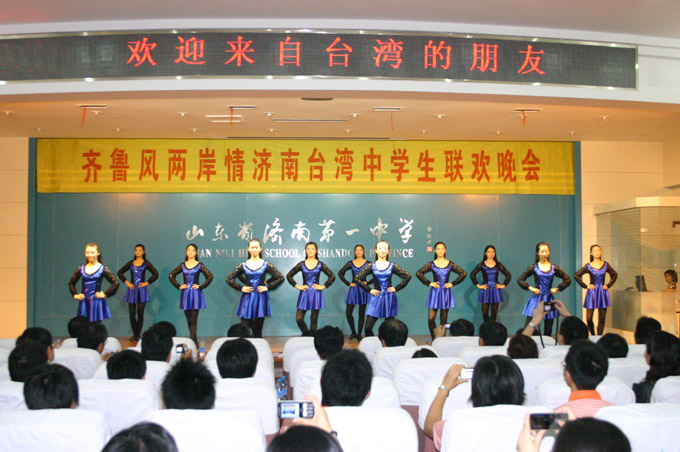 欢迎来自台湾的朋友
齐鲁风两岸情济南台湾中学生联欢晚会
山东省济南第一中学
NAN NO.1 HIGH SCHOOL OF SHANDONG PROVINCE